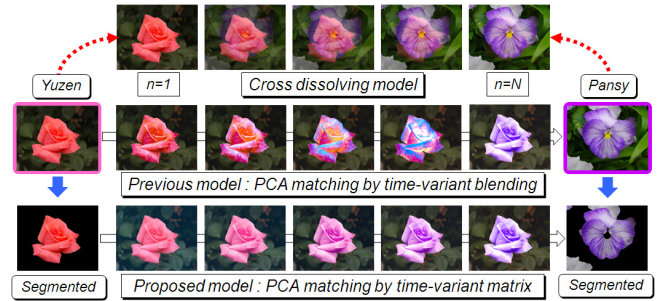 Yuzen
n=1
Cross dissolving model
n=N
Pansy
Previous model : PCA matching by time-variant blending
Segmented
Proposed model : PCA matching by time-variant matrix
Segmented